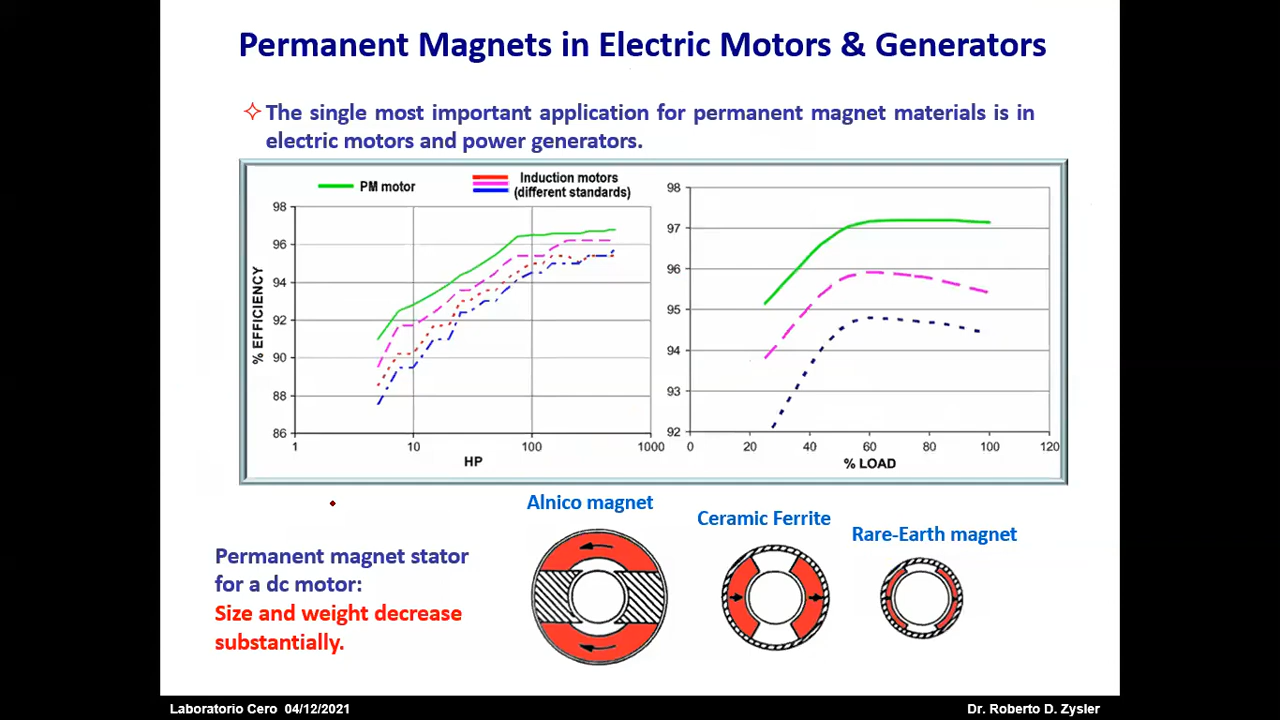 Permanent Magnets in Electric Motors & Generators
The single most important application for permanent magnet materials is in
electric motors and power generators.
PM motor
Induction motors
(different standards)
% EFFICIENCY
98
96
94
92
90
88
86
1
10
100
1000
HP
98
97
96
95
94
93
92
0
20
40
60
80
100
120
% LOAD
Alnico magnet
Ceramic Ferrite
Rare-Earth magnet
Permanent magnet stator
for a dc motor:
Size and weight decrease
substantially.
Laboratorio Cero 04/12/2021
Dr. Roberto D. Zysler